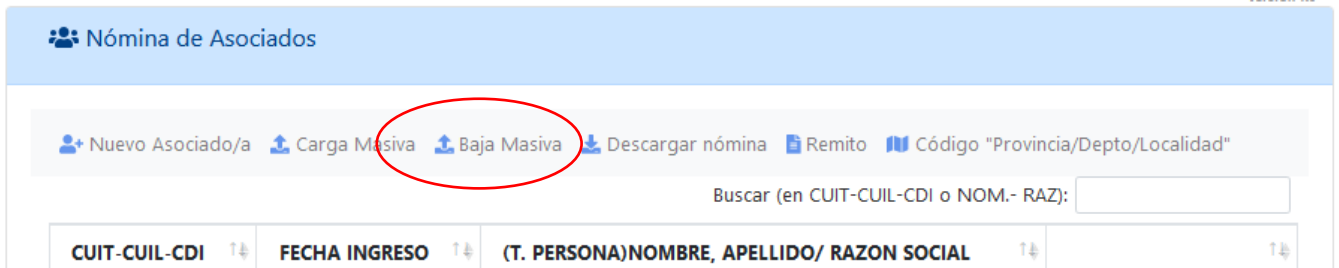 Nómina de Asociados
Nuevo Asociado/a Carga Masiva Baja Masiva Descargar nómina Remito Código "Provincia/Depto/Localidad"
Buscar (en CUIT-CUIL-CDI o NOM.- RAZ):
CUIT-CUIL-CDI FECHA INGRESO (T. PERSONA)NOMBRE, APELLIDO/ RAZON SOCIAL